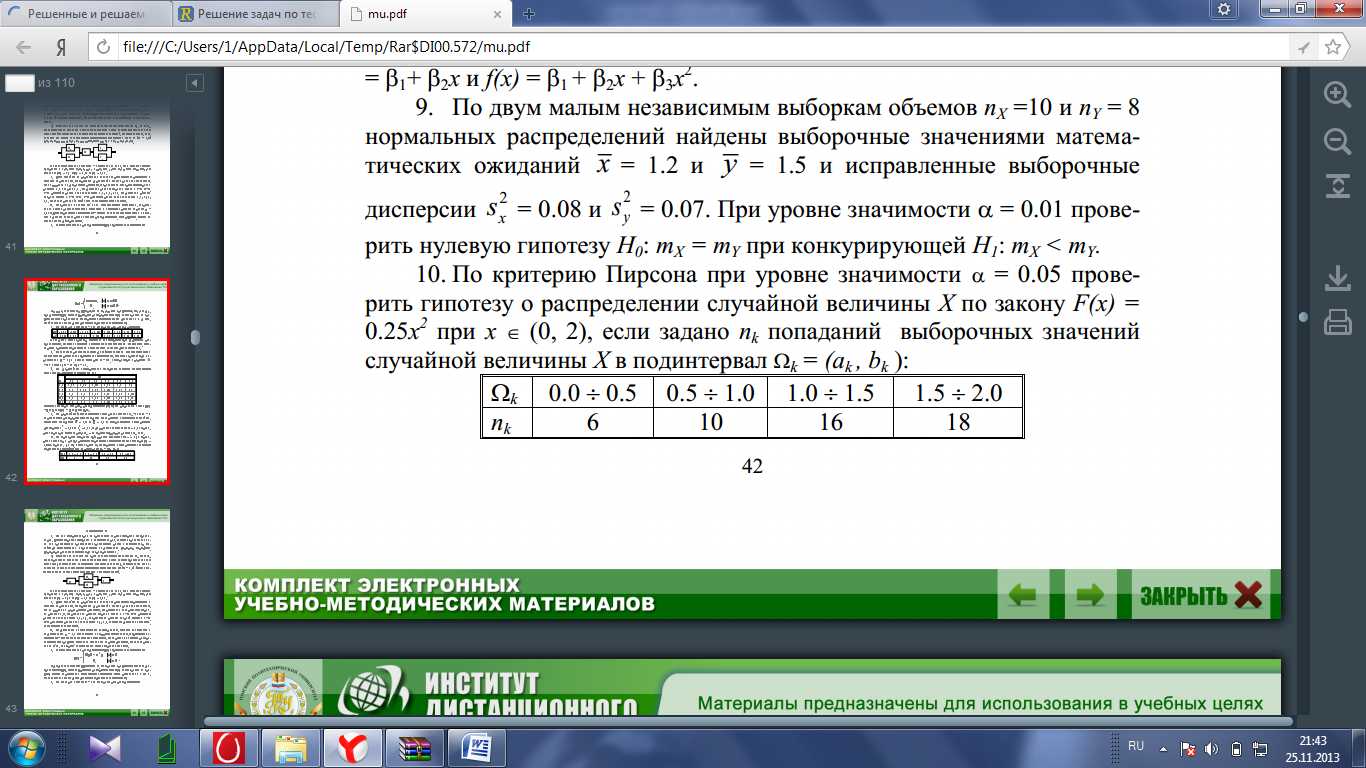 Решенные и решаем
Решение задач по тео
mu.pdf
file:///C:/Users/1/AppData/Local/Temp/Rar$DI00.572/mu.pdf
из 110
= β1+ β2x и f(x) = β1 + β2x + β3x².
9. По двум малым независимым выборкам объемов nX =10 и nY = 8
нормальных распределений найдены выборочные значениями матема-
тических ожиданий x̅ = 1.2 и y̅ = 1.5 и исправленные выборочные
дисперсии s²x = 0.08 и s²y = 0.07. При уровне значимости α = 0.01 прове-
рить нулевую гипотезу H0: mX = mY при конкурирующей H1: mX < mY.
10. По критерию Пирсона при уровне значимости α = 0.05 прове-
рить гипотезу о распределении случайной величины X по закону F(x) =
0.25x² при x ∈ (0, 2), если задано nk попаданий выборочных значений
случайной величины X в подинтервал Ωk = (ak , bk ):
Ωk 0.0 ÷ 0.5 0.5 ÷ 1.0 1.0 ÷ 1.5 1.5 ÷ 2.0
nk 6 10 16 18
42
КОМПЛЕКТ ЭЛЕКТРОННЫХ
УЧЕБНО-МЕТОДИЧЕСКИХ МАТЕРИАЛОВ
ЗАКРЫТЬ
ИНСТИТУТ
ДИСТАНЦИОННОГО
Материалы предназначены для использования в учебных целях
41
42
43
RU
21:43
25.11.2013